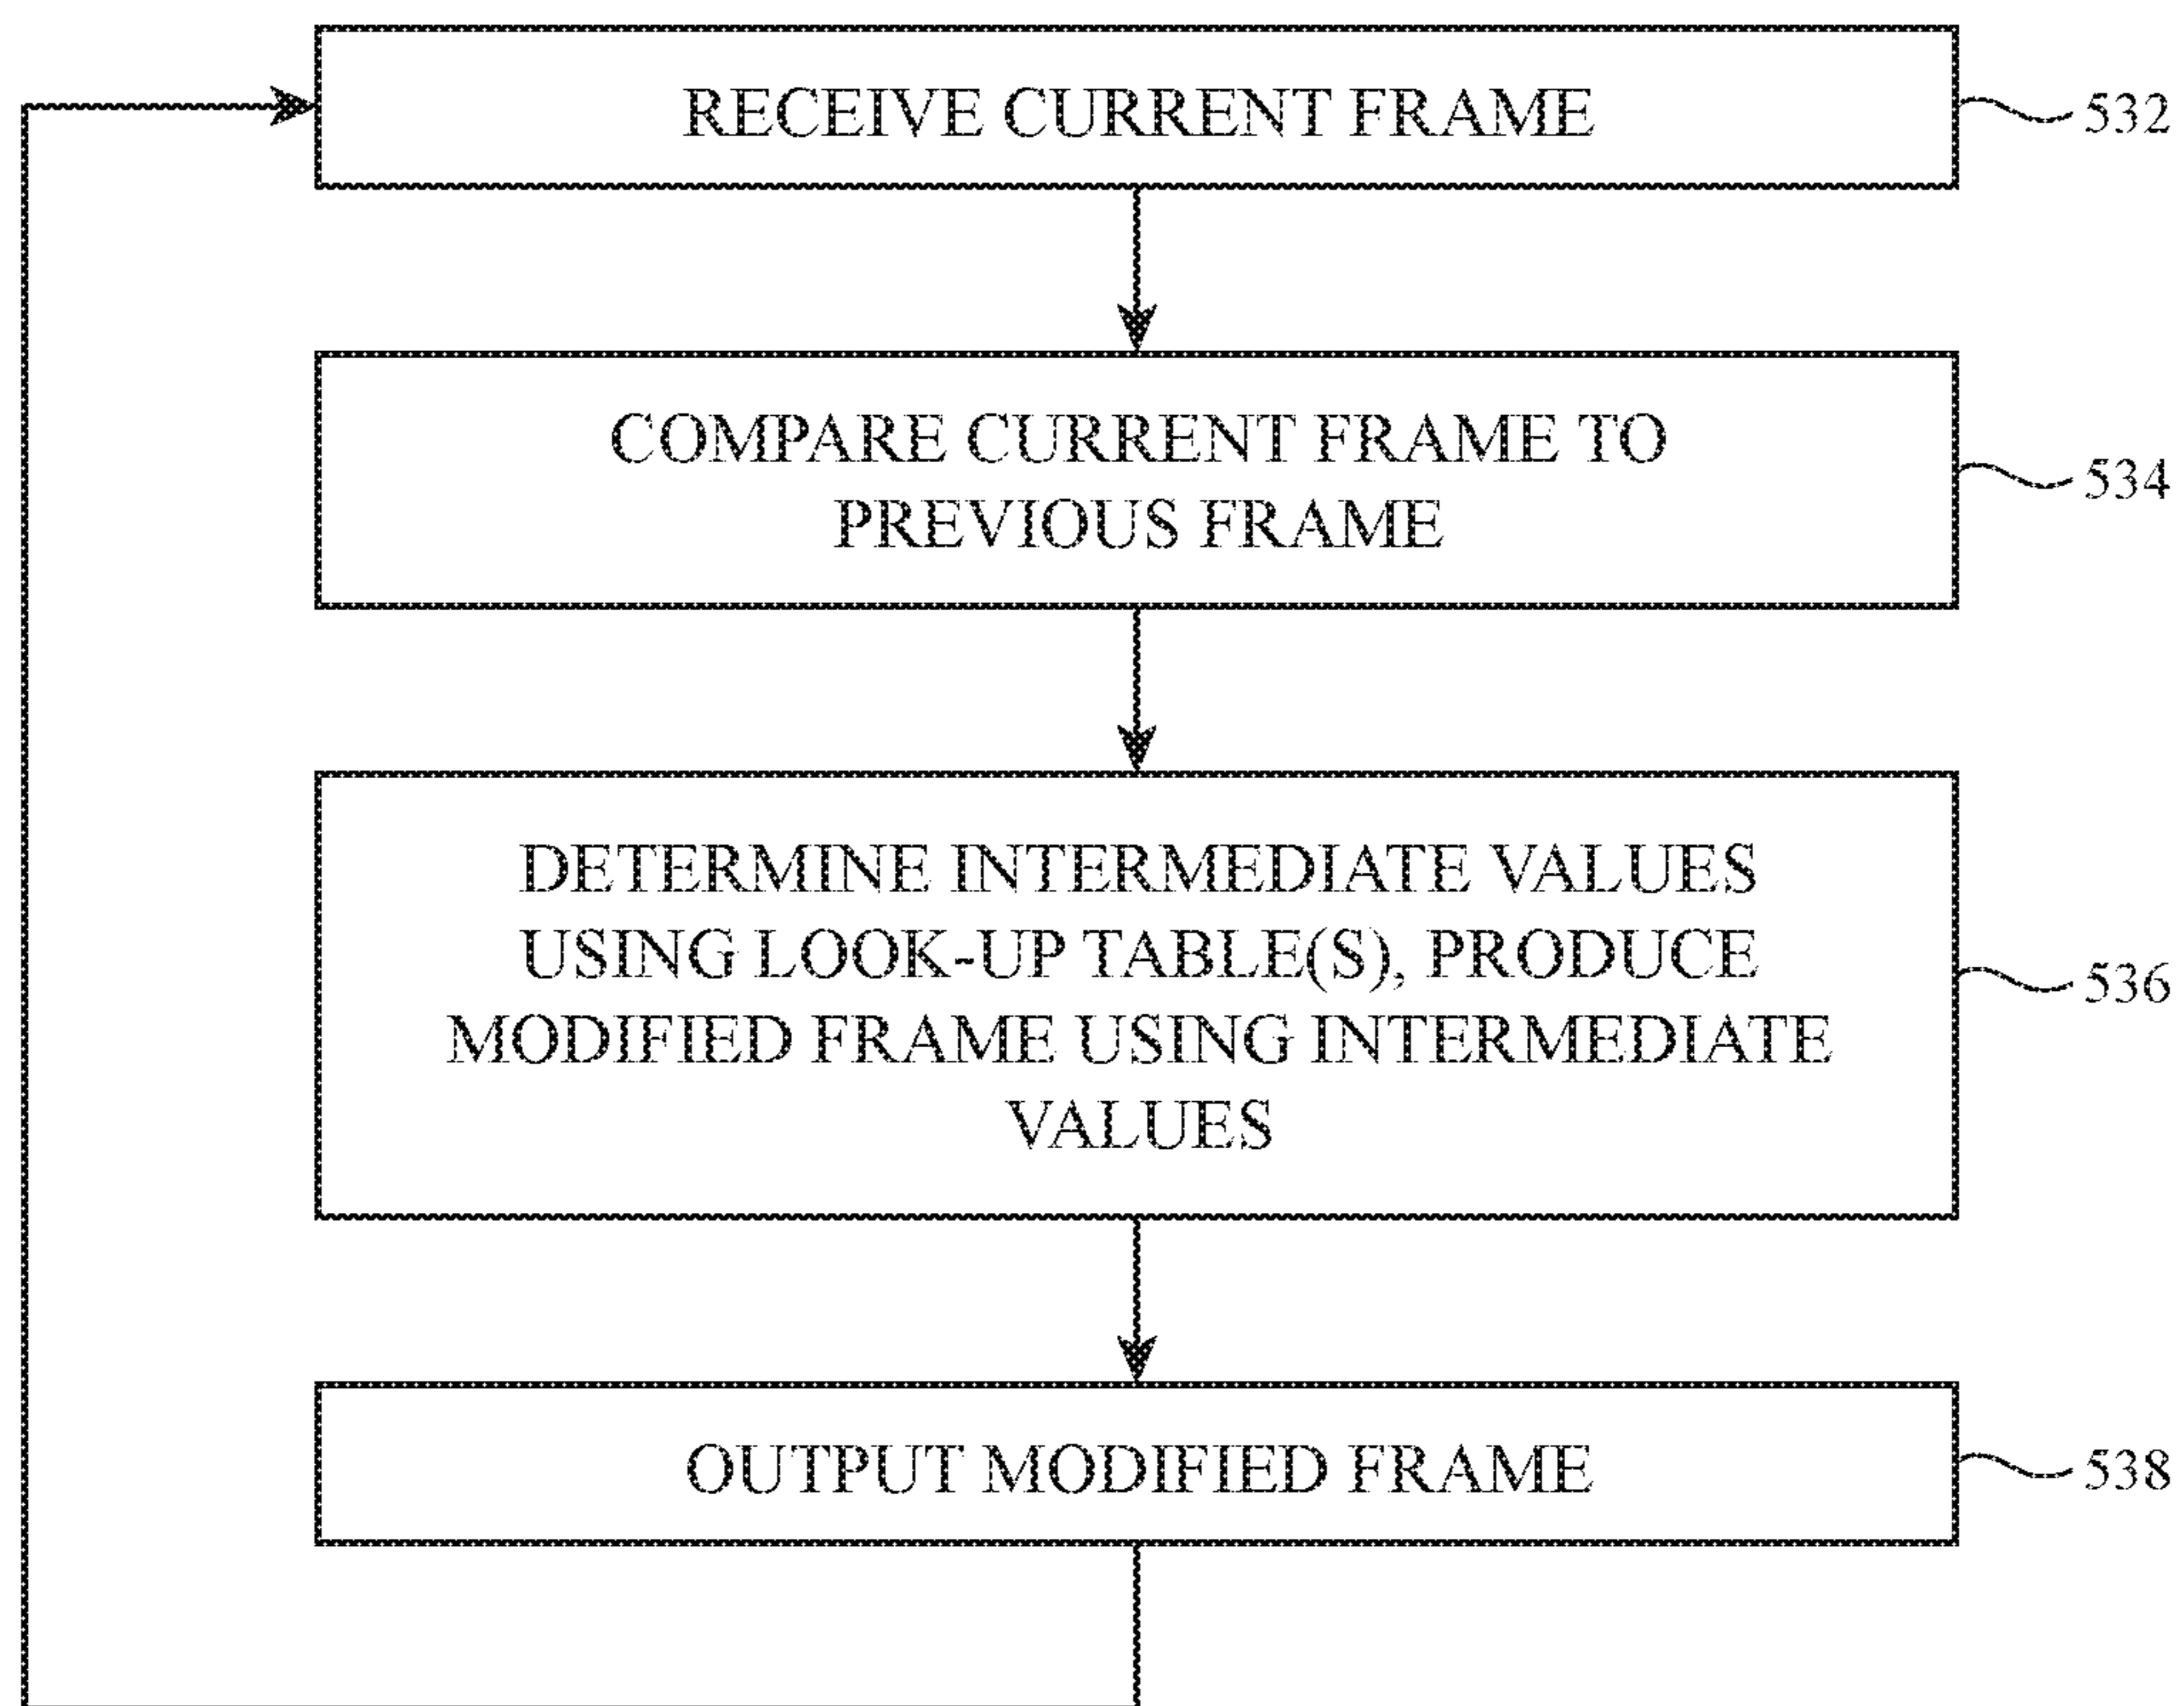 RECEIVE CURRENT FRAME
532
COMPARE CURRENT FRAME TO
PREVIOUS FRAME
534
DETERMINE INTERMEDIATE VALUES
USING LOOK-UP TABLE(S), PRODUCE
MODIFIED FRAME USING INTERMEDIATE
VALUES
536
OUTPUT MODIFIED FRAME
538